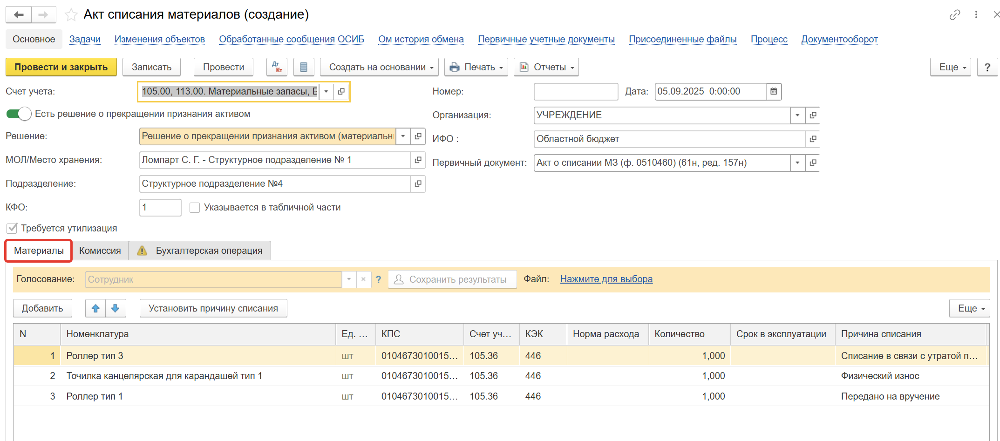 Акт списания материалов (создание)
Основное Задачи Изменения объектов Обработанные сообщения ОСИБ Ом история обмена Первичные учетные документы Присоединенные файлы Процесс Документооборот
Провести и закрыть Записать Провести Дт Кт Создать на основании Печать Отчеты Еще ?
Счет учета: 105.00, 113.00. Материальные запасы, Номер: Дата: 05.09.2025 0:00:00
Есть решение о прекращении признания активом Организация: УЧРЕЖДЕНИЕ
Решение: Решение о прекращении признания активом (материальн ИФО : Областной бюджет
МОЛ/Место хранения: Ломпарт С. Г. - Структурное подразделение № 1 Первичный документ: Акт о списании МЗ (ф. 0510460) (61н, ред. 157н)
Подразделение: Структурное подразделение №4
КФО: 1 Указывается в табличной части
Требуется утилизация
Материалы Комиссия Бухгалтерская операция
Голосование: Сотрудник ? Сохранить результаты Файл: Нажмите для выбора
Добавить Установить причину списания Еще
N Номенклатура Ед. ... КПС Счет уч... КЭК Норма расхода Количество Срок в эксплуатации Причина списания
1 Роллер тип 3 шт 0104673010015... 105.36 446 1,000 Списание в связи с утратой п...
2 Точилка канцелярская для карандашей тип 1 шт 0104673010015... 105.36 446 1,000 Физический износ
3 Роллер тип 1 шт 0104673010015... 105.36 446 1,000 Передано на вручение